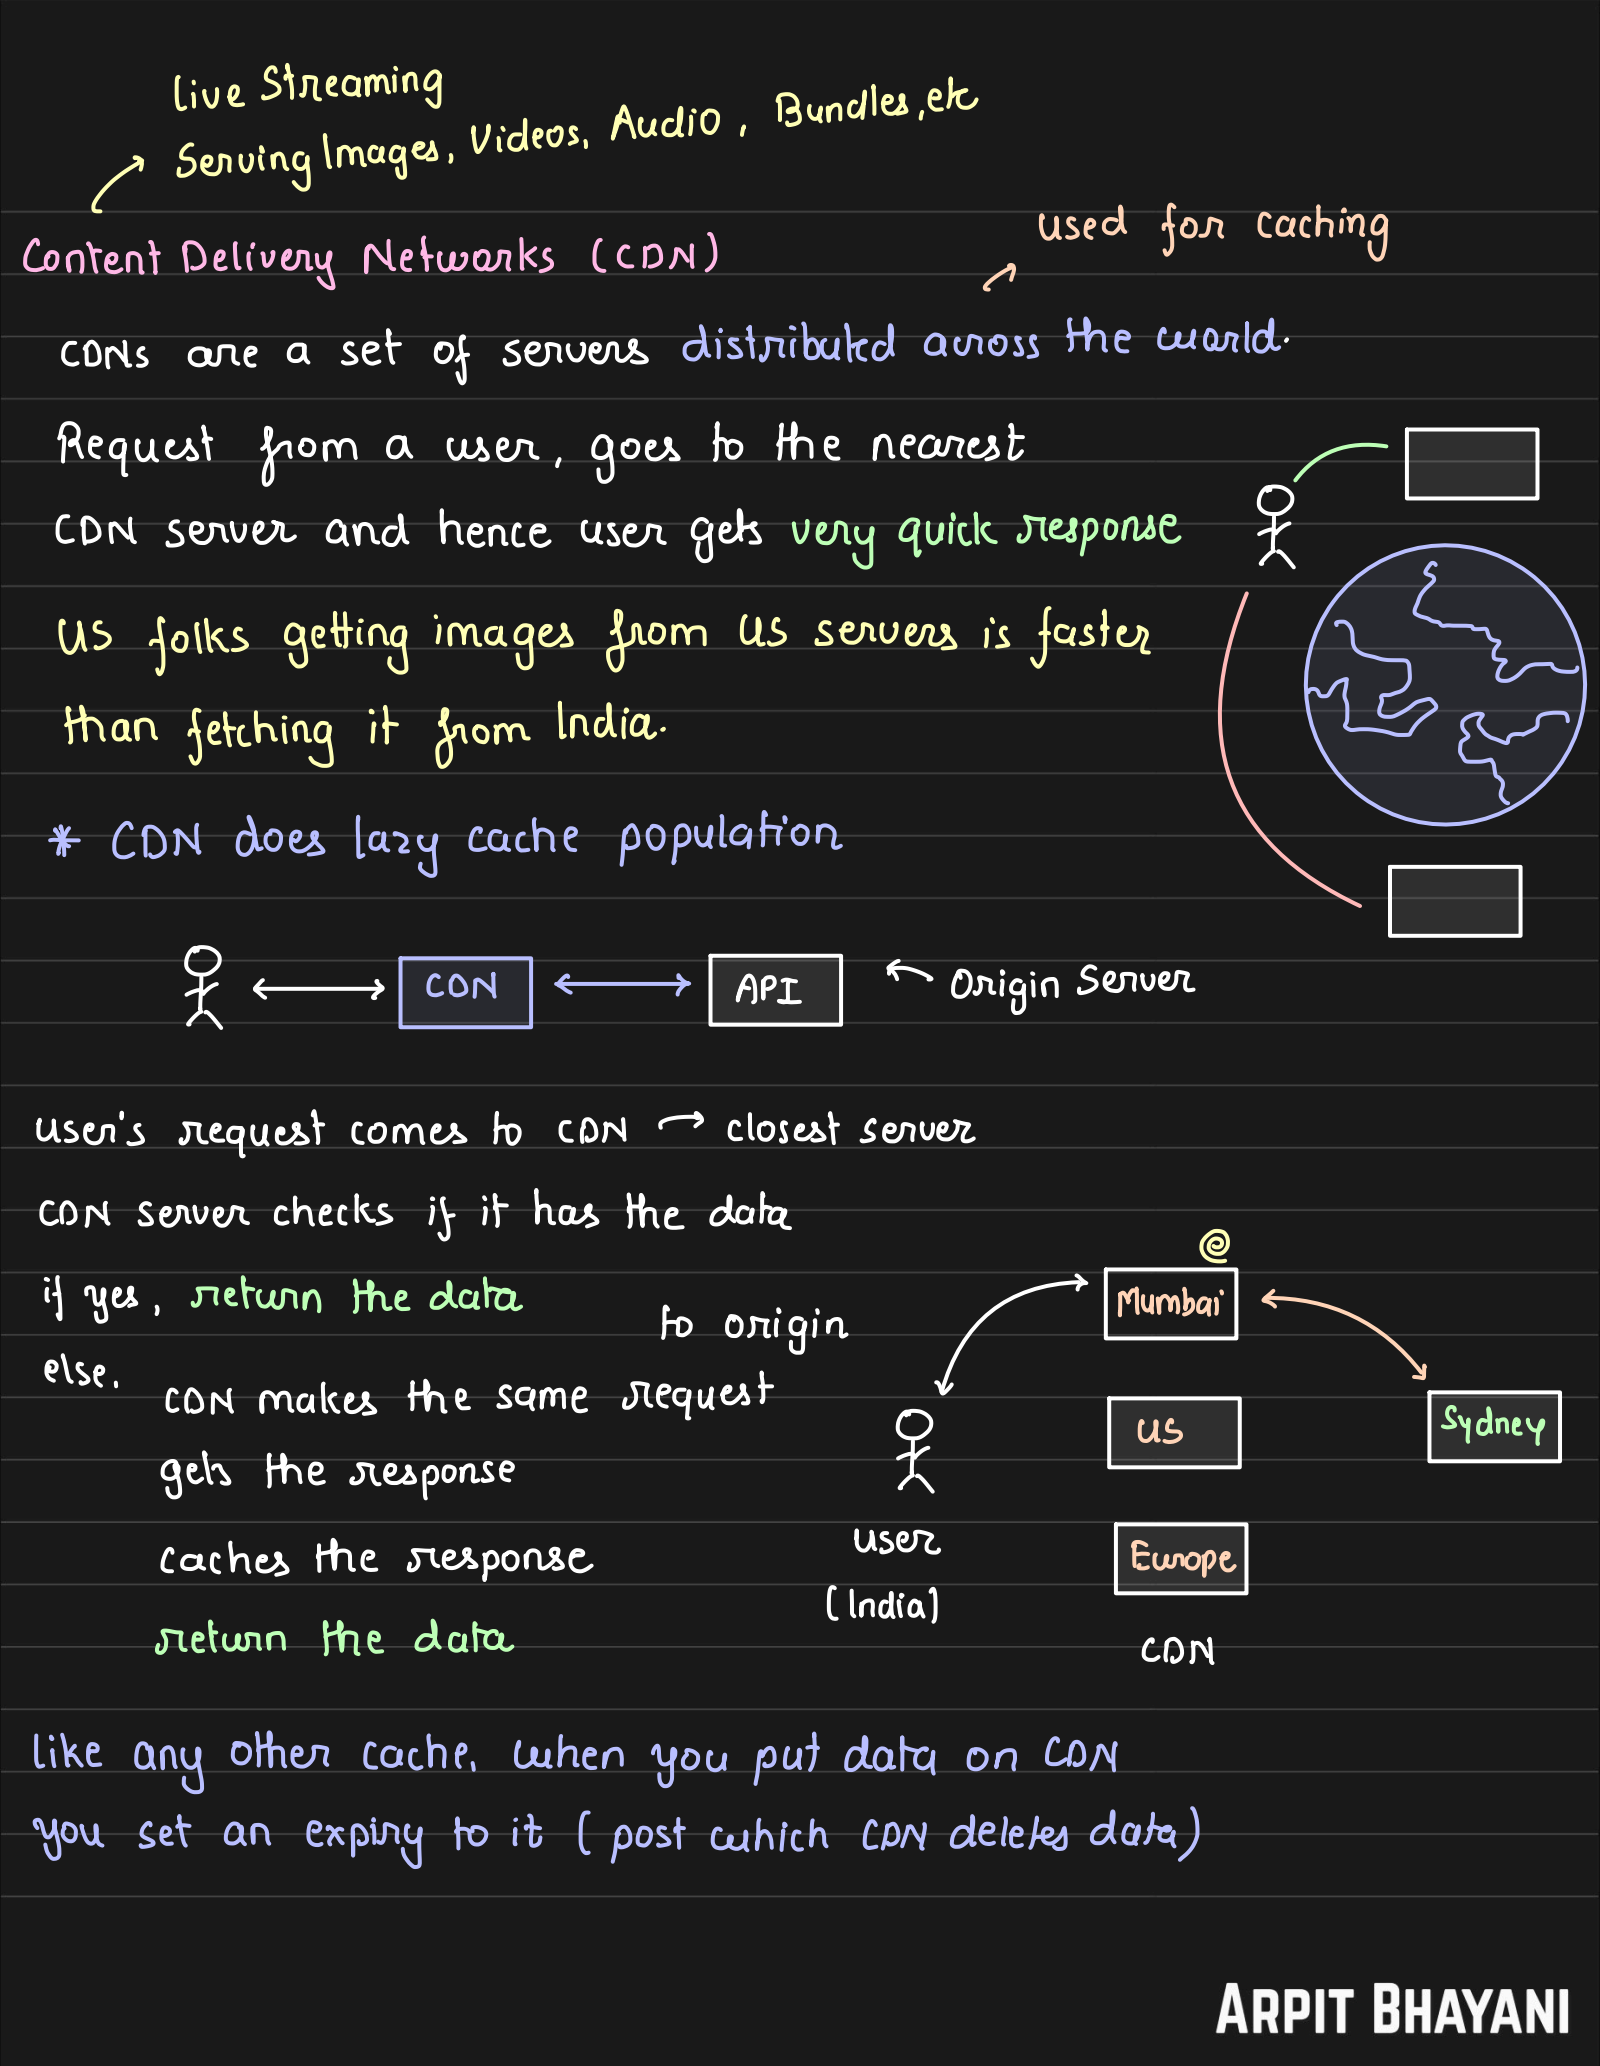 Live Streaming
Serving Images, Videos, Audio, Bundles, etc
Content Delivery Networks (CDN)
used for caching
CDNs are a set of servers distributed across the world.
Request from a user, goes to the nearest
CDN server and hence user gets very quick response
US folks getting images from US servers is faster
than fetching it from India.
* CDN does lazy cache population
CDN
API
Origin Server
User's request comes to CDN → closest server
CDN server checks if it has the data
if yes, return the data
else.
to origin
CDN makes the same request
gets the response
caches the response
return the data
Mumbai
US
Sydney
Europe
user
(India)
CDN
like any other cache, when you put data on CDN
you set an expiry to it (post which CDN deletes data)
ARPIT BHAYANI